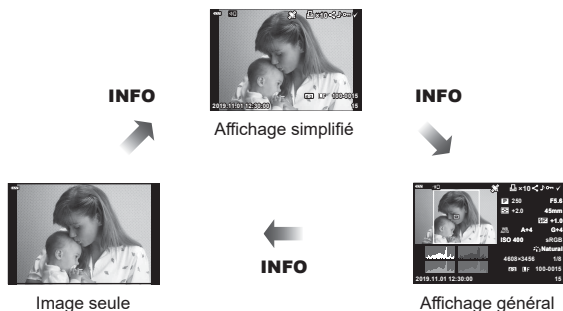 ×10
100-0015
2019.11.01 12:30:00 15
Affichage simplifié
INFO
INFO
INFO
Image seule
×10
P 250 F5.6
+2.0 45mm
+1.0
A+4 G+4
ISO 400 sRGB
Natural
4608×3456 1/8
F 100-0015
2019.11.01 12:30:00 15
Affichage général